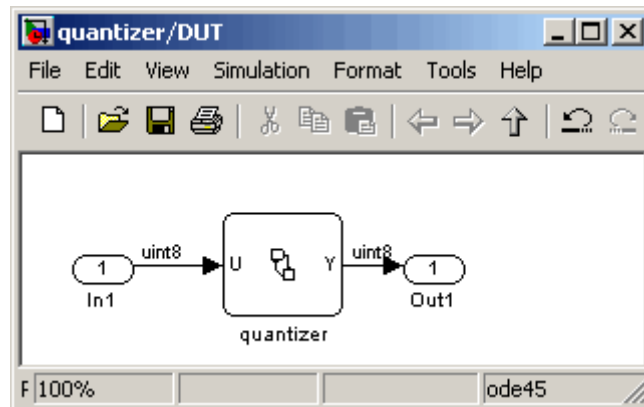 quantizer/DUT
File Edit View Simulation Format Tools Help
uint8 uint8
1 U Y 1
In1 Out1
quantizer
F 100% ode45